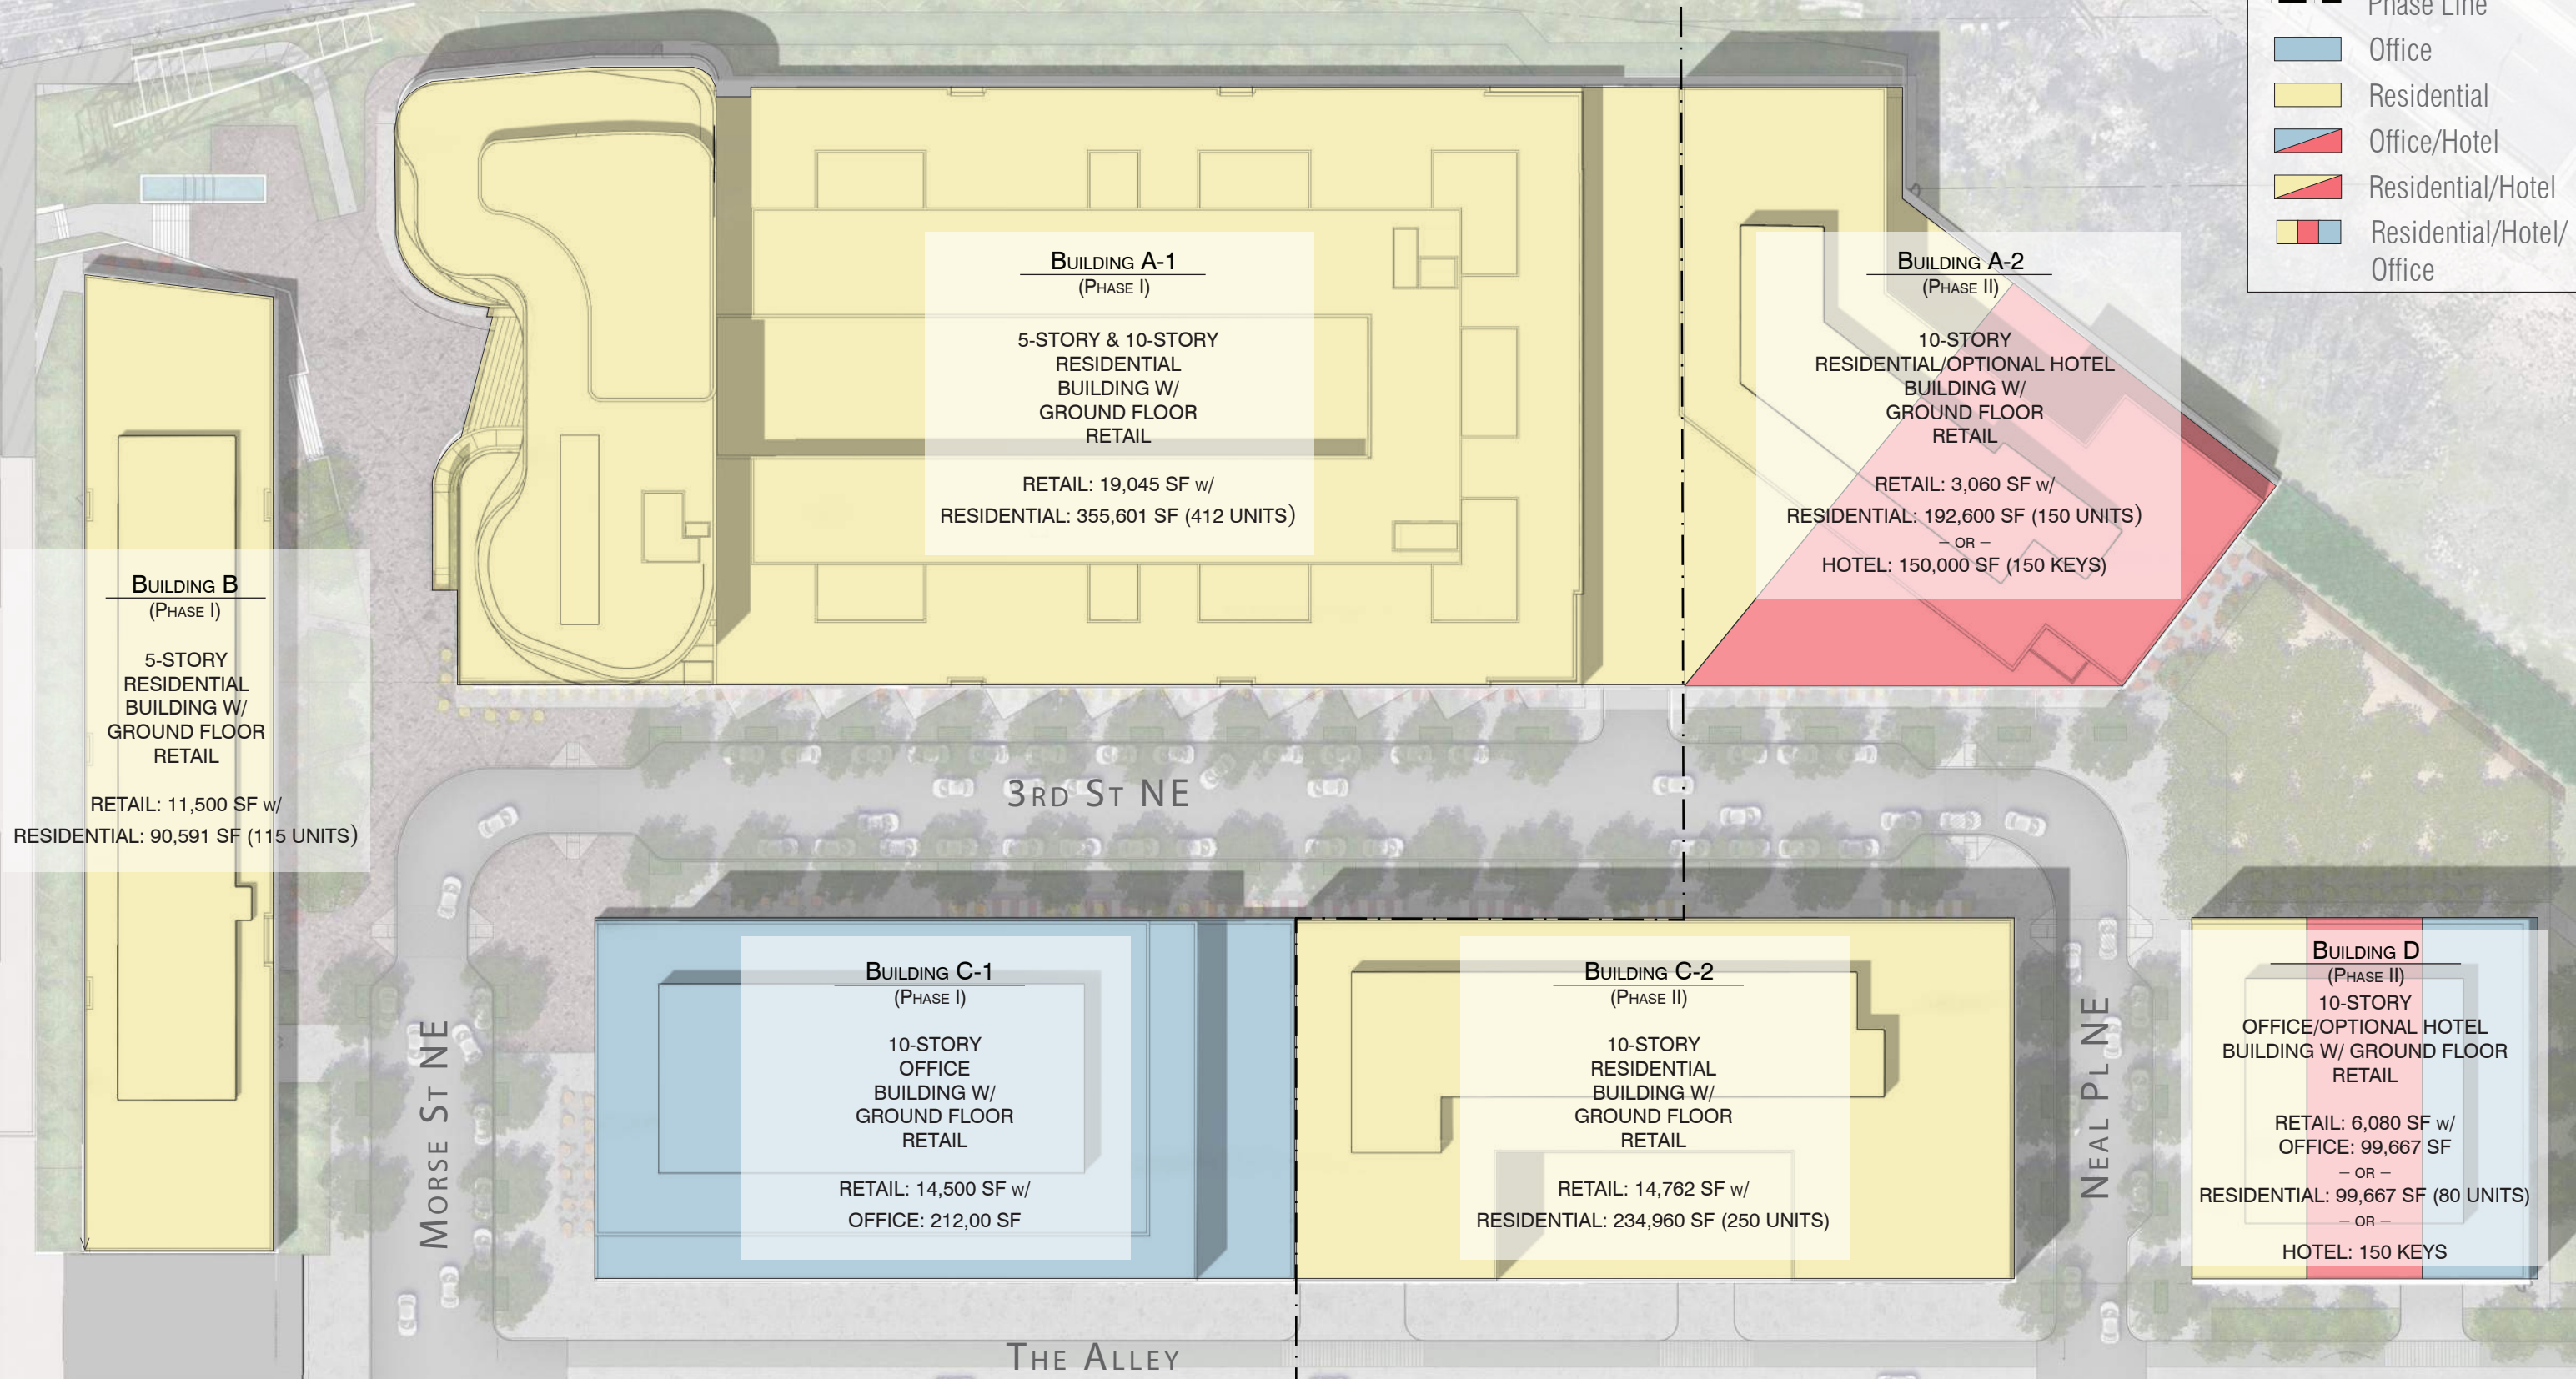 Phase Line
Office
Residential
Office/Hotel
Residential/Hotel
Residential/Hotel/
Office
BUILDING A-1
(PHASE I)
5-STORY & 10-STORY
RESIDENTIAL
BUILDING W/
GROUND FLOOR
RETAIL
RETAIL: 19,045 SF W/
RESIDENTIAL: 355,601 SF (412 UNITS)
BUILDING A-2
(PHASE II)
10-STORY
RESIDENTIAL/OPTIONAL HOTEL
BUILDING W/
GROUND FLOOR
RETAIL
RETAIL: 3,060 SF W/
RESIDENTIAL: 192,600 SF (150 UNITS)
– OR –
HOTEL: 150,000 SF (150 KEYS)
BUILDING B
(PHASE I)
5-STORY
RESIDENTIAL
BUILDING W/
GROUND FLOOR
RETAIL
RETAIL: 11,500 SF W/
RESIDENTIAL: 90,591 SF (115 UNITS)
3RD ST NE
BUILDING C-1
(PHASE I)
10-STORY
OFFICE
BUILDING W/
GROUND FLOOR
RETAIL
RETAIL: 14,500 SF W/
OFFICE: 212,00 SF
BUILDING C-2
(PHASE II)
10-STORY
RESIDENTIAL
BUILDING W/
GROUND FLOOR
RETAIL
RETAIL: 14,762 SF W/
RESIDENTIAL: 234,960 SF (250 UNITS)
BUILDING D
(PHASE II)
10-STORY
OFFICE/OPTIONAL HOTEL
BUILDING W/ GROUND FLOOR
RETAIL
RETAIL: 6,080 SF W/
OFFICE: 99,667 SF
– OR –
RESIDENTIAL: 99,667 SF (80 UNITS)
– OR –
HOTEL: 150 KEYS
MORSE ST NE
NEAL PL NE
THE ALLEY